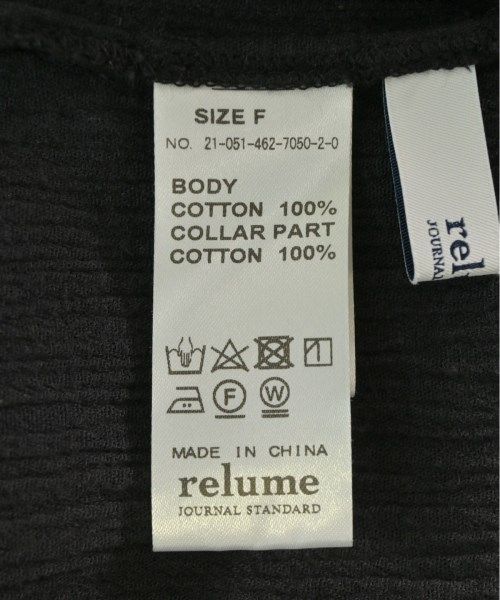 SIZE F
NO. 21-051-462-7050-2-0
BODY
COTTON 100%
COLLAR PART
COTTON 100%
F
W
MADE IN CHINA
relume
JOURNAL STANDARD